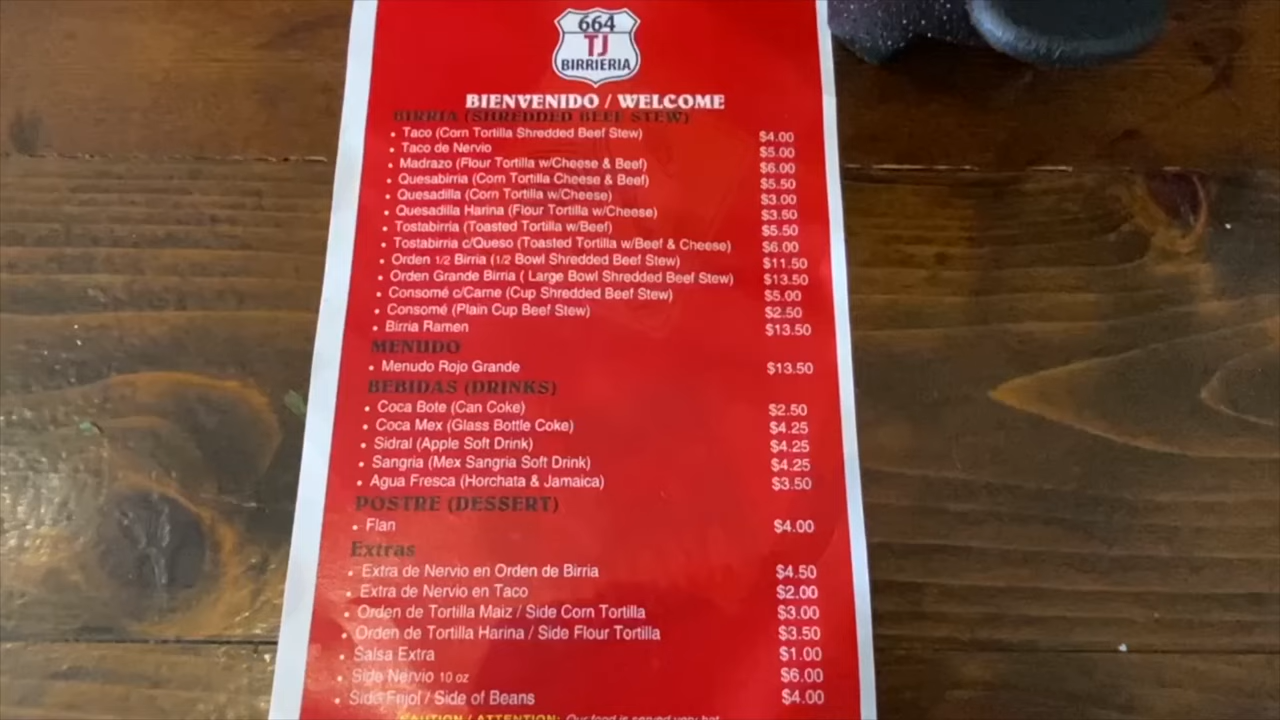 664
TJ
BIRRIERIA
BIENVENIDO / WELCOME
BIRRIA (SHREDDED BEEF STEW)
• Taco (Corn Tortilla Shredded Beef Stew) $4.00
• Taco de Nervio $5.00
• Madrazo (Flour Tortilla w/Cheese & Beef) $6.00
• Quesabirria (Corn Tortilla Cheese & Beef) $5.50
• Quesadilla (Corn Tortilla w/Cheese) $3.00
• Quesadilla Harina (Flour Tortilla w/Cheese) $3.50
• Tostabirria (Toasted Tortilla w/Beef) $5.50
• Tostabirria c/Queso (Toasted Tortilla w/Beef & Cheese) $6.00
• Orden 1/2 Birria (1/2 Bowl Shredded Beef Stew) $11.50
• Orden Grande Birria ( Large Bowl Shredded Beef Stew) $13.50
• Consomé c/Carne (Cup Shredded Beef Stew) $5.00
• Consomé (Plain Cup Beef Stew) $2.50
• Birria Ramen $13.50
MENUDO
• Menudo Rojo Grande $13.50
BEBIDAS (DRINKS)
• Coca Bote (Can Coke) $2.50
• Coca Mex (Glass Bottle Coke) $4.25
• Sidral (Apple Soft Drink) $4.25
• Sangria (Mex Sangria Soft Drink) $4.25
• Agua Fresca (Horchata & Jamaica) $3.50
POSTRE (DESSERT)
• Flan $4.00
Extras
• Extra de Nervio en Orden de Birria $4.50
• Extra de Nervio en Taco $2.00
• Orden de Tortilla Maiz / Side Corn Tortilla $3.00
• Orden de Tortilla Harina / Side Flour Tortilla $3.50
• Salsa Extra $1.00
• Side Nervio 10 oz $6.00
• Side Frijol / Side of Beans $4.00
CAUTION / ATTENTION: Our food is served very hot